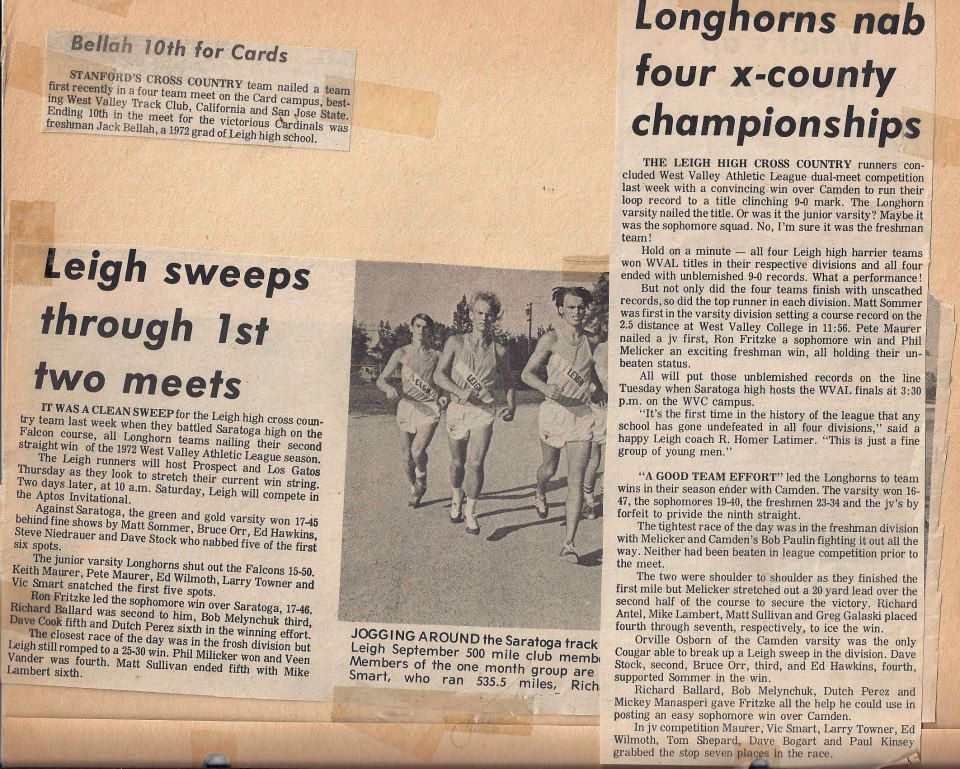 Bellah 10th for Cards
STANFORD'S CROSS COUNTRY team nailed a team
first recently in a four team meet on the Card campus, best-
ing West Valley Track Club, California and San Jose State.
Ending 10th in the meet for the victorious Cardinals was
freshman Jack Bellah, a 1972 grad of Leigh high school.
Leigh sweeps
through 1st
two meets
IT WAS A CLEAN SWEEP for the Leigh high cross coun-
try team last week when they battled Saratoga high on the
Falcon course, all Longhorn teams nailing their second
straight win of the 1972 West Valley Athletic League season.
The Leigh runners will host Prospect and Los Gatos
Thursday as they look to stretch their current win string.
Two days later, at 10 a.m. Saturday, Leigh will compete in
the Aptos Invitational.
Against Saratoga, the green and gold varsity won 17-45
behind fine shows by Matt Sommer, Bruce Orr, Ed Hawkins,
Steve Niedrauer and Dave Stock who nabbed five of the first
six spots.
The junior varsity Longhorns shut out the Falcons 15-50.
Keith Maurer, Pete Maurer, Ed Wilmoth, Larry Towner and
Vic Smart snatched the first five spots.
Ron Fritzke led the sophomore win over Saratoga, 17-46.
Richard Ballard was second to him, Bob Melynchuk third,
Dave Cook fifth and Dutch Perez sixth in the winning effort.
The closest race of the day was in the frosh division but
Leigh still romped to a 25-30 win. Phil Milicker won and Veen
Vander was fourth. Matt Sullivan ended fifth with Mike
Lambert sixth.
LEIGH
LEIGH
LEIGH
JOGGING AROUND the Saratoga track
Leigh September 500 mile club memb
Members of the one month group are
Smart, who ran 535.5 miles, Rich
Longhorns nab
four x-county
championships
THE LEIGH HIGH CROSS COUNTRY runners con-
cluded West Valley Athletic League dual-meet competition
last week with a convincing win over Camden to run their
loop record to a title clinching 9-0 mark. The Longhorn
varsity nailed the title. Or was it the junior varsity? Maybe it
was the sophomore squad. No, I'm sure it was the freshman
team!
Hold on a minute — all four Leigh high harrier teams
won WVAL titles in their respective divisions and all four
ended with unblemished 9-0 records. What a performance!
But not only did the four teams finish with unscathed
records, so did the top runner in each division. Matt Sommer
was first in the varsity division setting a course record on the
2.5 distance at West Valley College in 11:56. Pete Maurer
nailed a jv first, Ron Fritzke a sophomore win and Phil
Melicker an exciting freshman win, all holding their un-
beaten status.
All will put those unblemished records on the line
Tuesday when Saratoga high hosts the WVAL finals at 3:30
p.m. on the WVC campus.
"It's the first time in the history of the league that any
school has gone undefeated in all four divisions," said a
happy Leigh coach R. Homer Latimer. "This is just a fine
group of young men."
"A GOOD TEAM EFFORT" led the Longhorns to team
wins in their season ender with Camden. The varsity won 16-
47, the sophomores 19-40, the freshmen 23-34 and the jv's by
forfeit to privide the ninth straight.
The tightest race of the day was in the freshman division
with Melicker and Camden's Bob Paulin fighting it out all the
way. Neither had been beaten in league competition prior to
the meet.
The two were shoulder to shoulder as they finished the
first mile but Melicker stretched out a 20 yard lead over the
second half of the course to secure the victory. Richard
Antel, Mike Lambert, Matt Sullivan and Greg Galaski placed
fourth through seventh, respectively, to ice the win.
Orville Osborn of the Camden varsity was the only
Cougar able to break up a Leigh sweep in the division. Dave
Stock, second, Bruce Orr, third, and Ed Hawkins, fourth,
supported Sommer in the win.
Richard Ballard, Bob Melynchuk, Dutch Perez and
Mickey Manasperi gave Fritzke all the help he could use in
posting an easy sophomore win over Camden.
In jv competition Maurer, Vic Smart, Larry Towner, Ed
Wilmoth, Tom Shepard, Dave Bogart and Paul Kinsey
grabbed the stop seven places in the race.